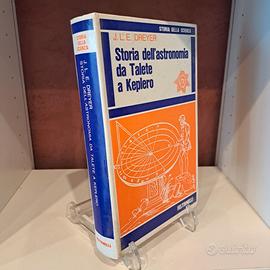 STORIA DELLA SCIENZA
J. L. E. DREYER
Storia dell'astronomia
da Talete
a Keplero
FELTRINELLI
STORIA
DELLA
SCIENZA
J. L. E. DREYER
STORIA DELL'ASTRONOMIA DA TALETE A KEPLERO
subito